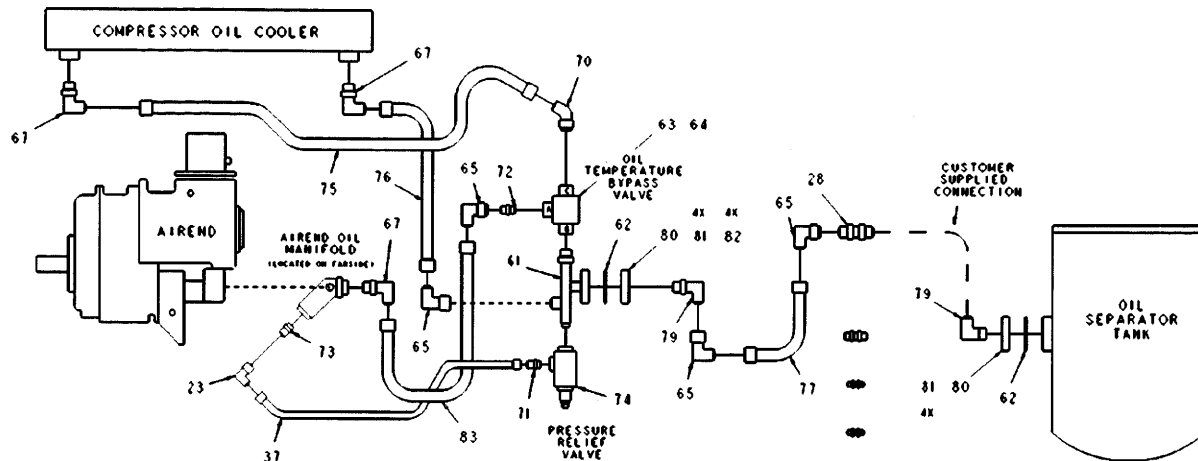 COMPRESSOR OIL COOLER
67
70
67
63 64
OIL
TEMPERATURE
BYPASS
VALVE
CUSTOMER
SUPPLIED
CONNECTION
75
76
65
72
28
65
4X 4X
80 81 82
62
AIREND
AIREND OIL
MANIFOLD
(LOCATED ON FARSIDE)
67
61
79
OIL
SEPARATOR
TANK
65
79
73
65
77
23
71
74
81 80
62
4X
37
83
PRESSURE
RELIEF
VALVE